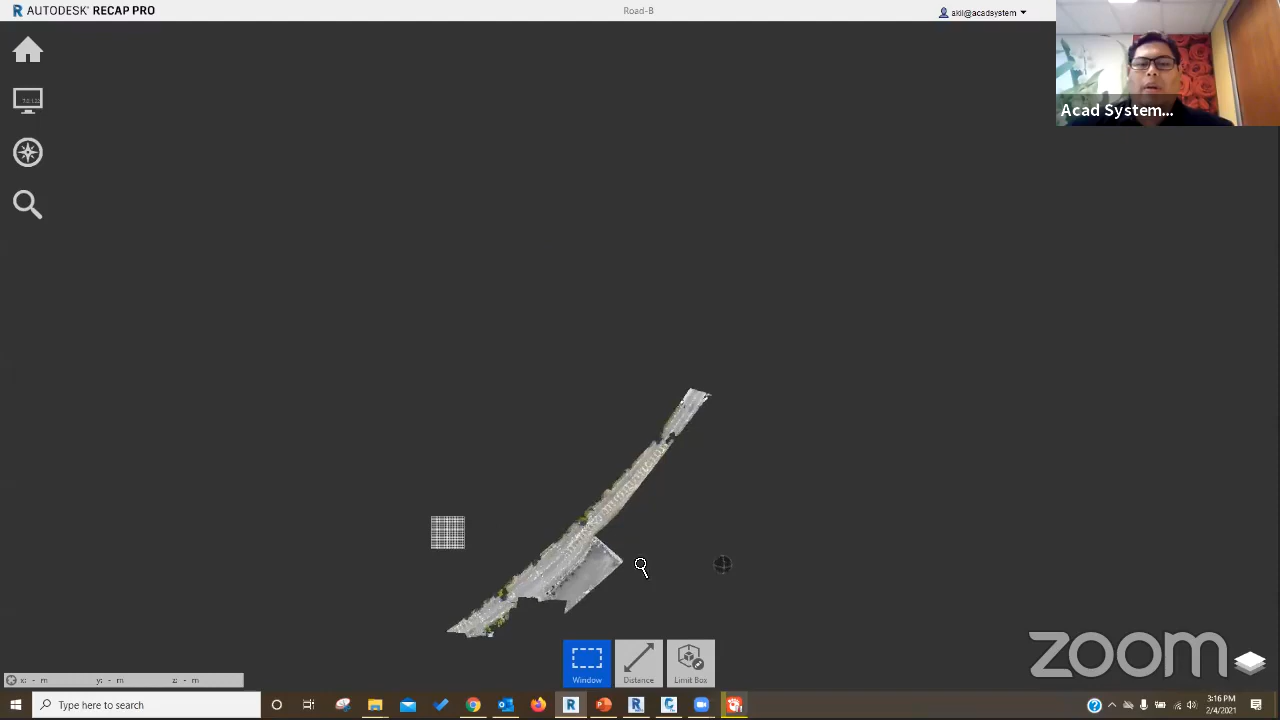 R AUTODESK® RECAP PRO
Road-B
akil@acadsystem
Acad System...
Window
Distance
Limit Box
zoom
x: - m y: - m z: - m
Type here to search
3:16 PM
2/4/2021